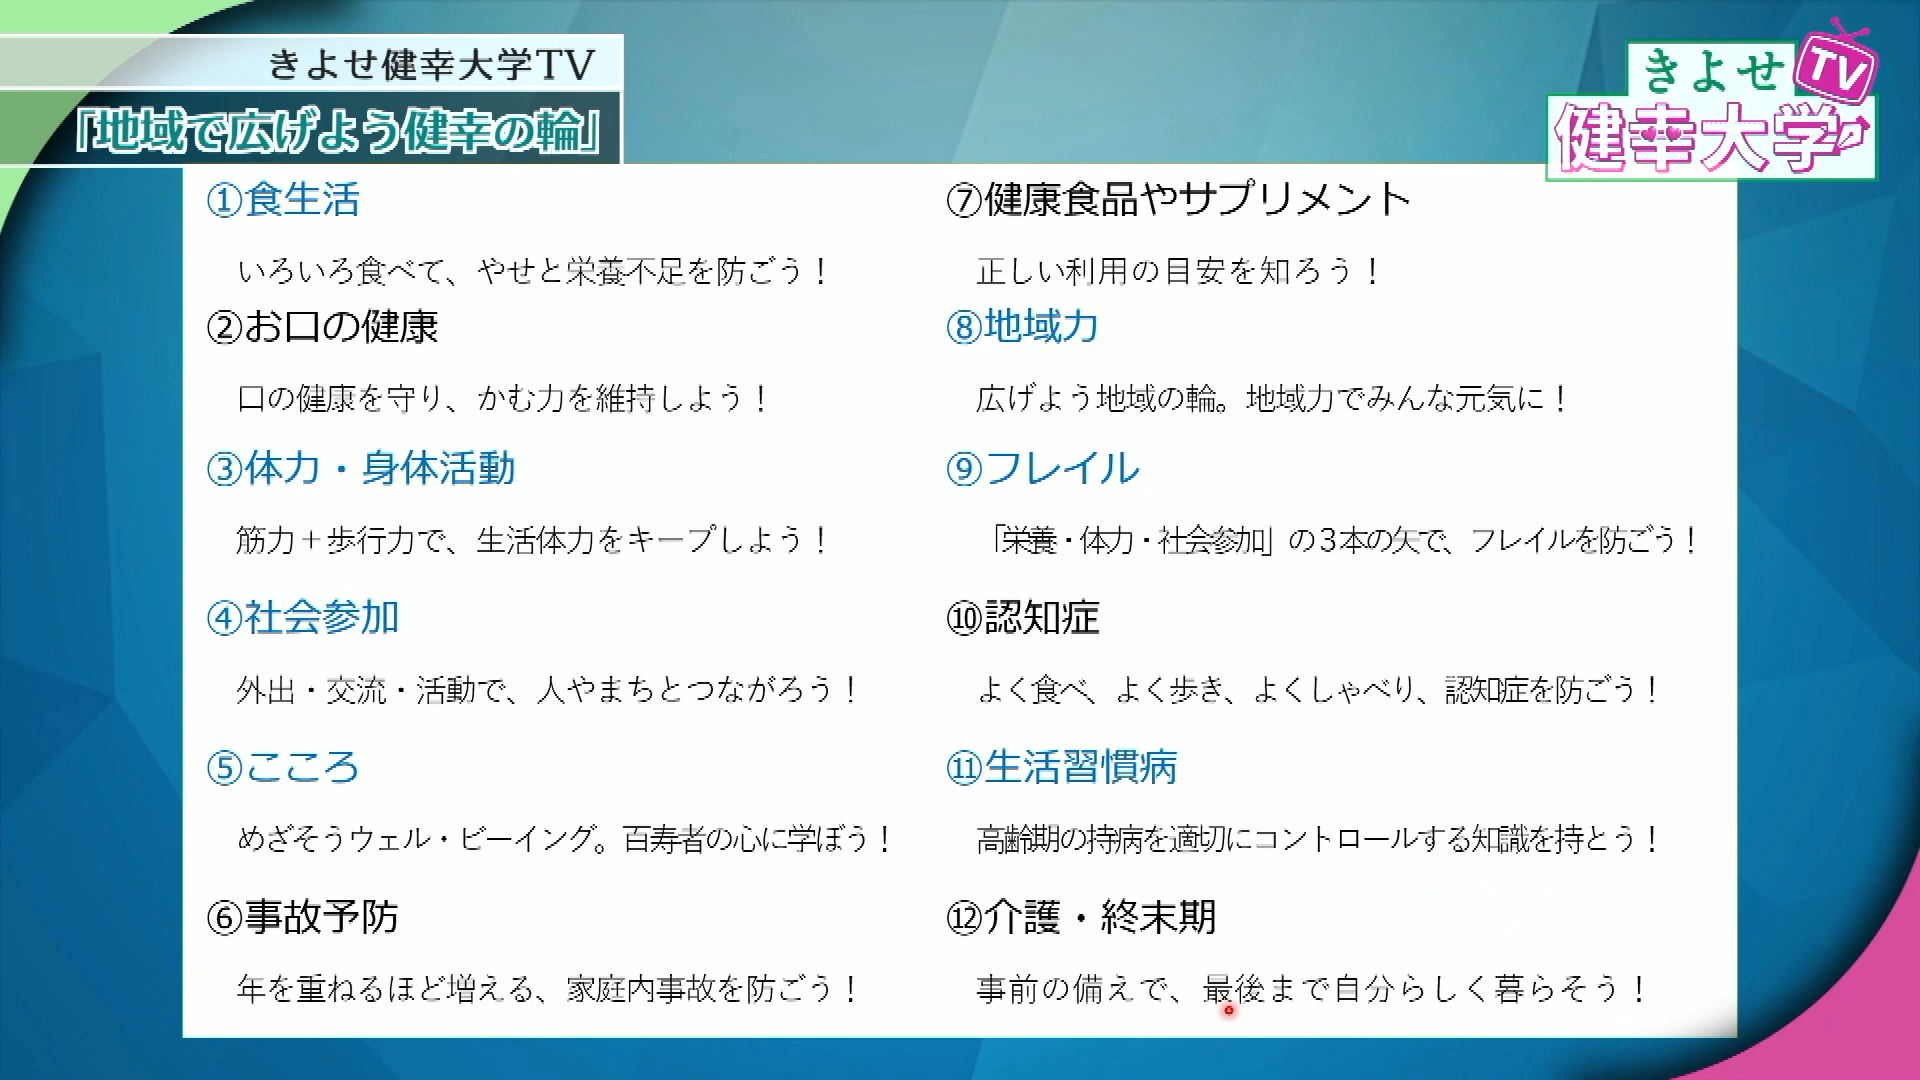 きよせ健幸大学TV
「地域で広げよう健幸の輪」
きよせ
TV
健幸大学
①食生活
いろいろ食べて、やせと栄養不足を防ごう！
②お口の健康
口の健康を守り、かむ力を維持しよう！
③体力・身体活動
筋力＋歩行力で、生活体力をキープしよう！
④社会参加
外出・交流・活動で、人やまちとつながろう！
⑤こころ
めざそうウェル・ビーイング。百寿者の心に学ぼう！
⑥事故予防
年を重ねるほど増える、家庭内事故を防ごう！
⑦健康食品やサプリメント
正しい利用の目安を知ろう！
⑧地域力
広げよう地域の輪。地域力でみんな元気に！
⑨フレイル
「栄養・体力・社会参加」の３本の矢で、フレイルを防ごう！
⑩認知症
よく食べ、よく歩き、よくしゃべり、認知症を防ごう！
⑪生活習慣病
高齢期の持病を適切にコントロールする知識を持とう！
⑫介護・終末期
事前の備えで、最後まで自分らしく暮らそう！